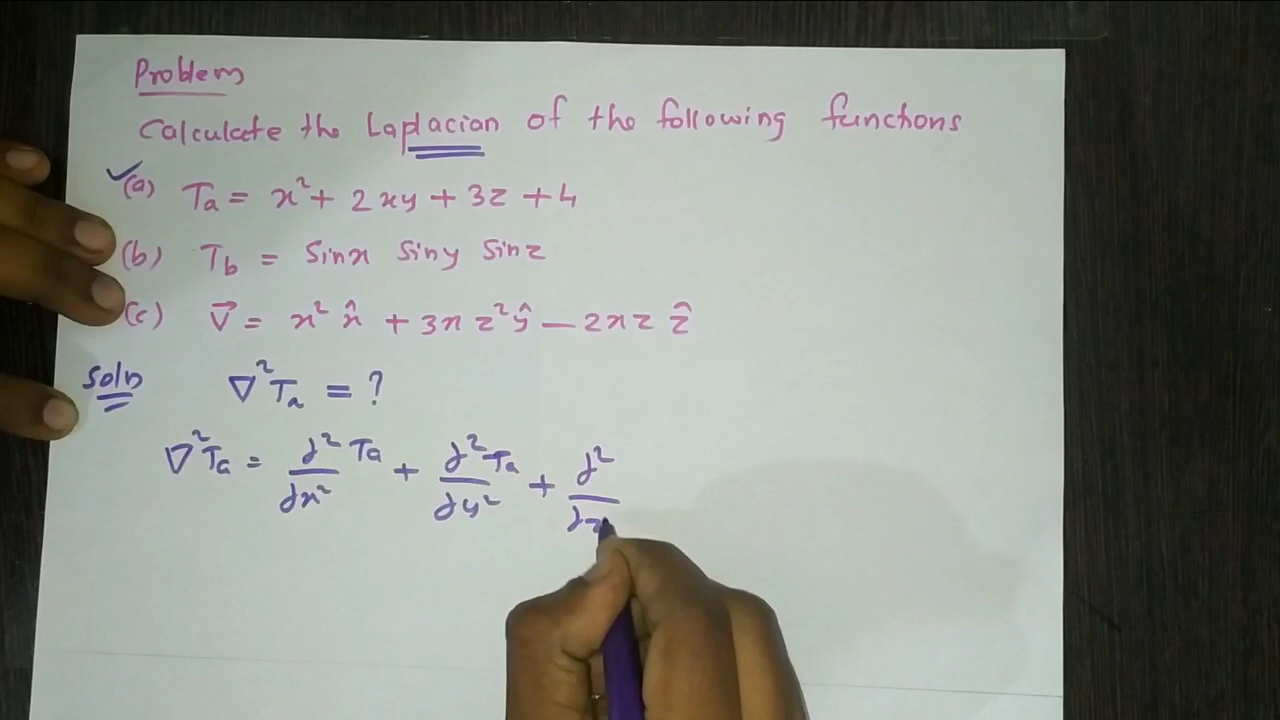 Problem
Calculate the Laplacian of the following functions
(a) Ta = x² + 2xy + 3z + 4
(b) Tb = Sinx Siny Sinz
(c) v⃗ = x² x̂ + 3xz² ŷ − 2xz ẑ
Soln ∇²Ta = ?
∇²Ta = ∂²Ta/∂x² + ∂²Ta/∂y² + ∂²/∂z